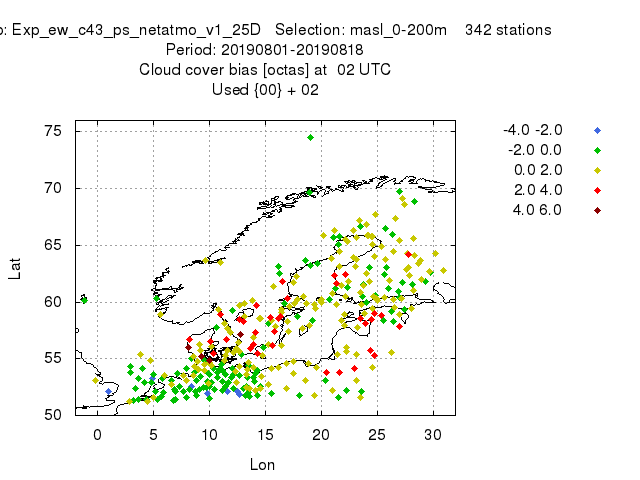 : Exp_ew_c43_ps_netatmo_v1_25D Selection: masl_0-200m 342 stations
Period: 20190801-20190818
Cloud cover bias [octas] at 02 UTC
Used {00} + 02
-4.0 -2.0
-2.0 0.0
0.0 2.0
2.0 4.0
4.0 6.0
75
70
65
60
55
50
Lat
0 5 10 15 20 25 30
Lon